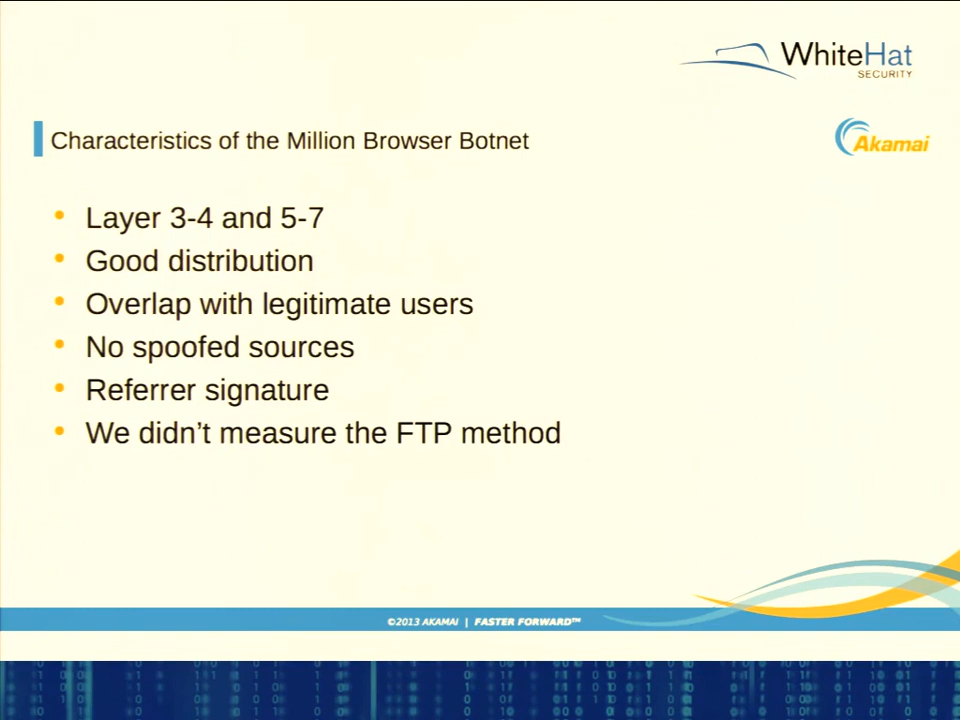 WhiteHat
SECURITY
Characteristics of the Million Browser Botnet
Akamai
• Layer 3-4 and 5-7
• Good distribution
• Overlap with legitimate users
• No spoofed sources
• Referrer signature
• We didn’t measure the FTP method
©2013 AKAMAI | FASTER FORWARD™